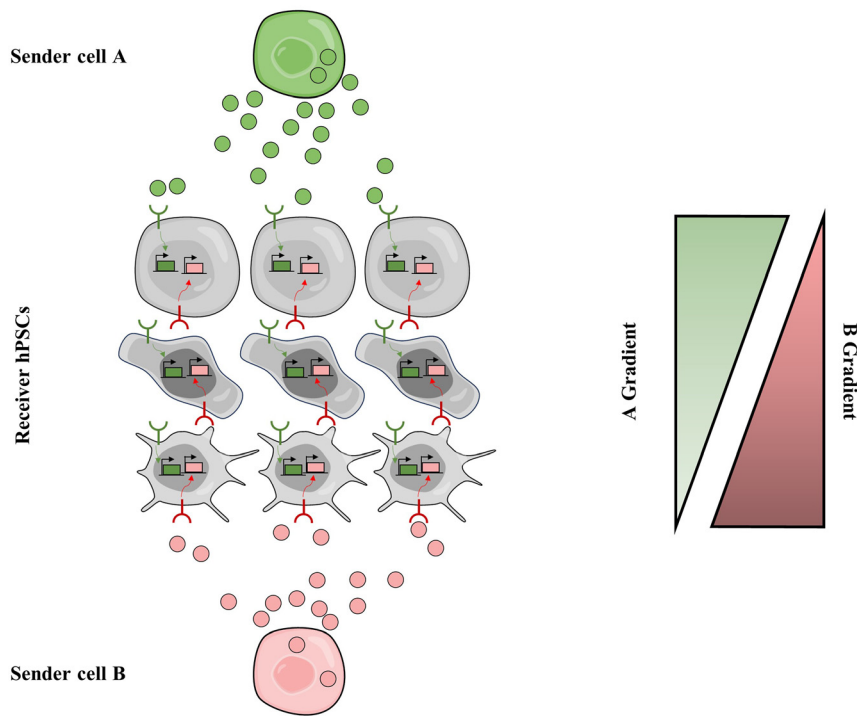 Sender cell A
Receiver hPSCs
A Gradient
B Gradient
Sender cell B